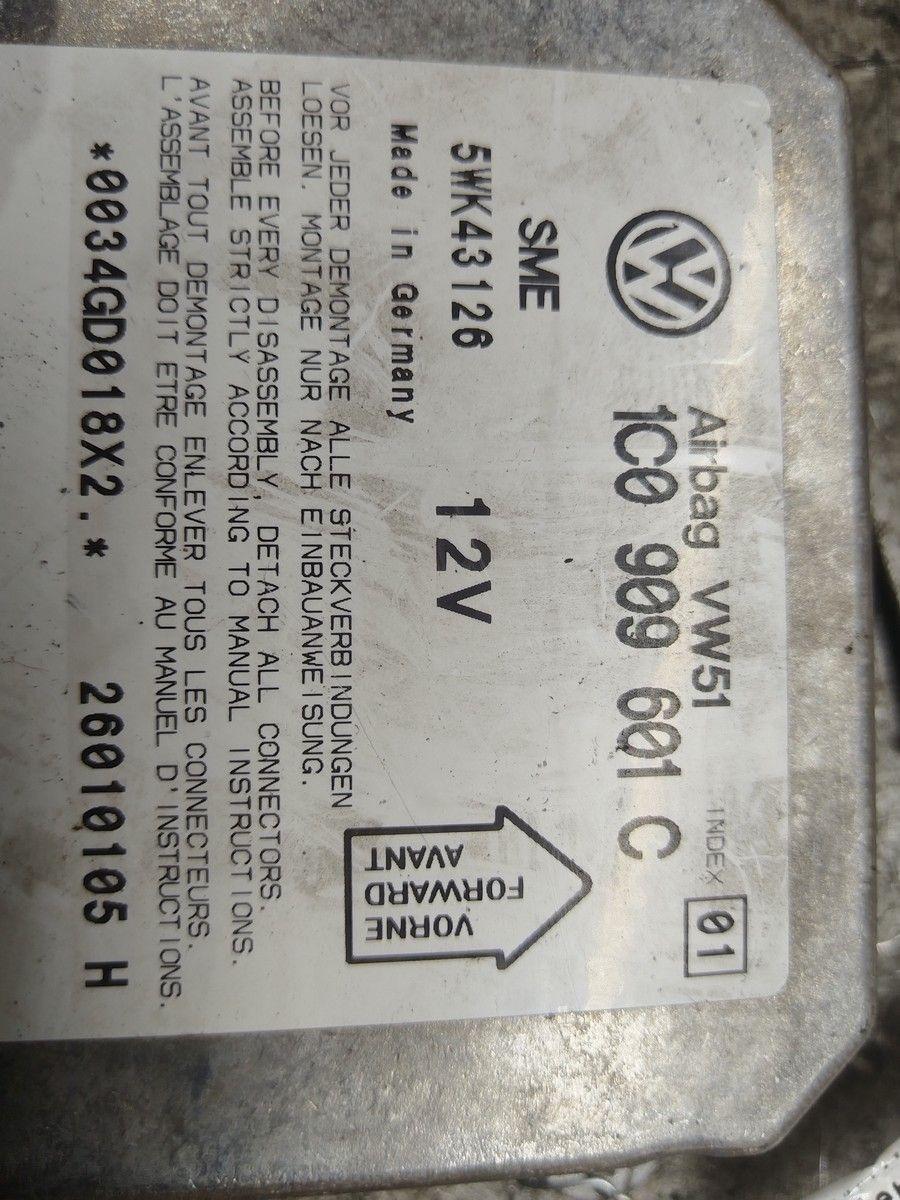 Airbag VW51 INDEX 01
1C0 909 601 C
SME
5WK43126 12V
Made in Germany
VORNE
FORWARD
AVANT
VOR JEDER DEMONTAGE ALLE STECKVERBINDUNGEN
LOESEN. MONTAGE NUR NACH EINBAUANWEISUNG.
BEFORE EVERY DISASSEMBLY, DETACH ALL CONNECTORS.
ASSEMBLE STRICTLY ACCORDING TO MANUAL INSTRUCTIONS.
AVANT TOUT DEMONTAGE ENLEVER TOUS LES CONNECTEURS.
L'ASSEMBLAGE DOIT ETRE CONFORME AU MANUEL D'INSTRUCTIONS.
*0034GD018X2.* 26010105 H